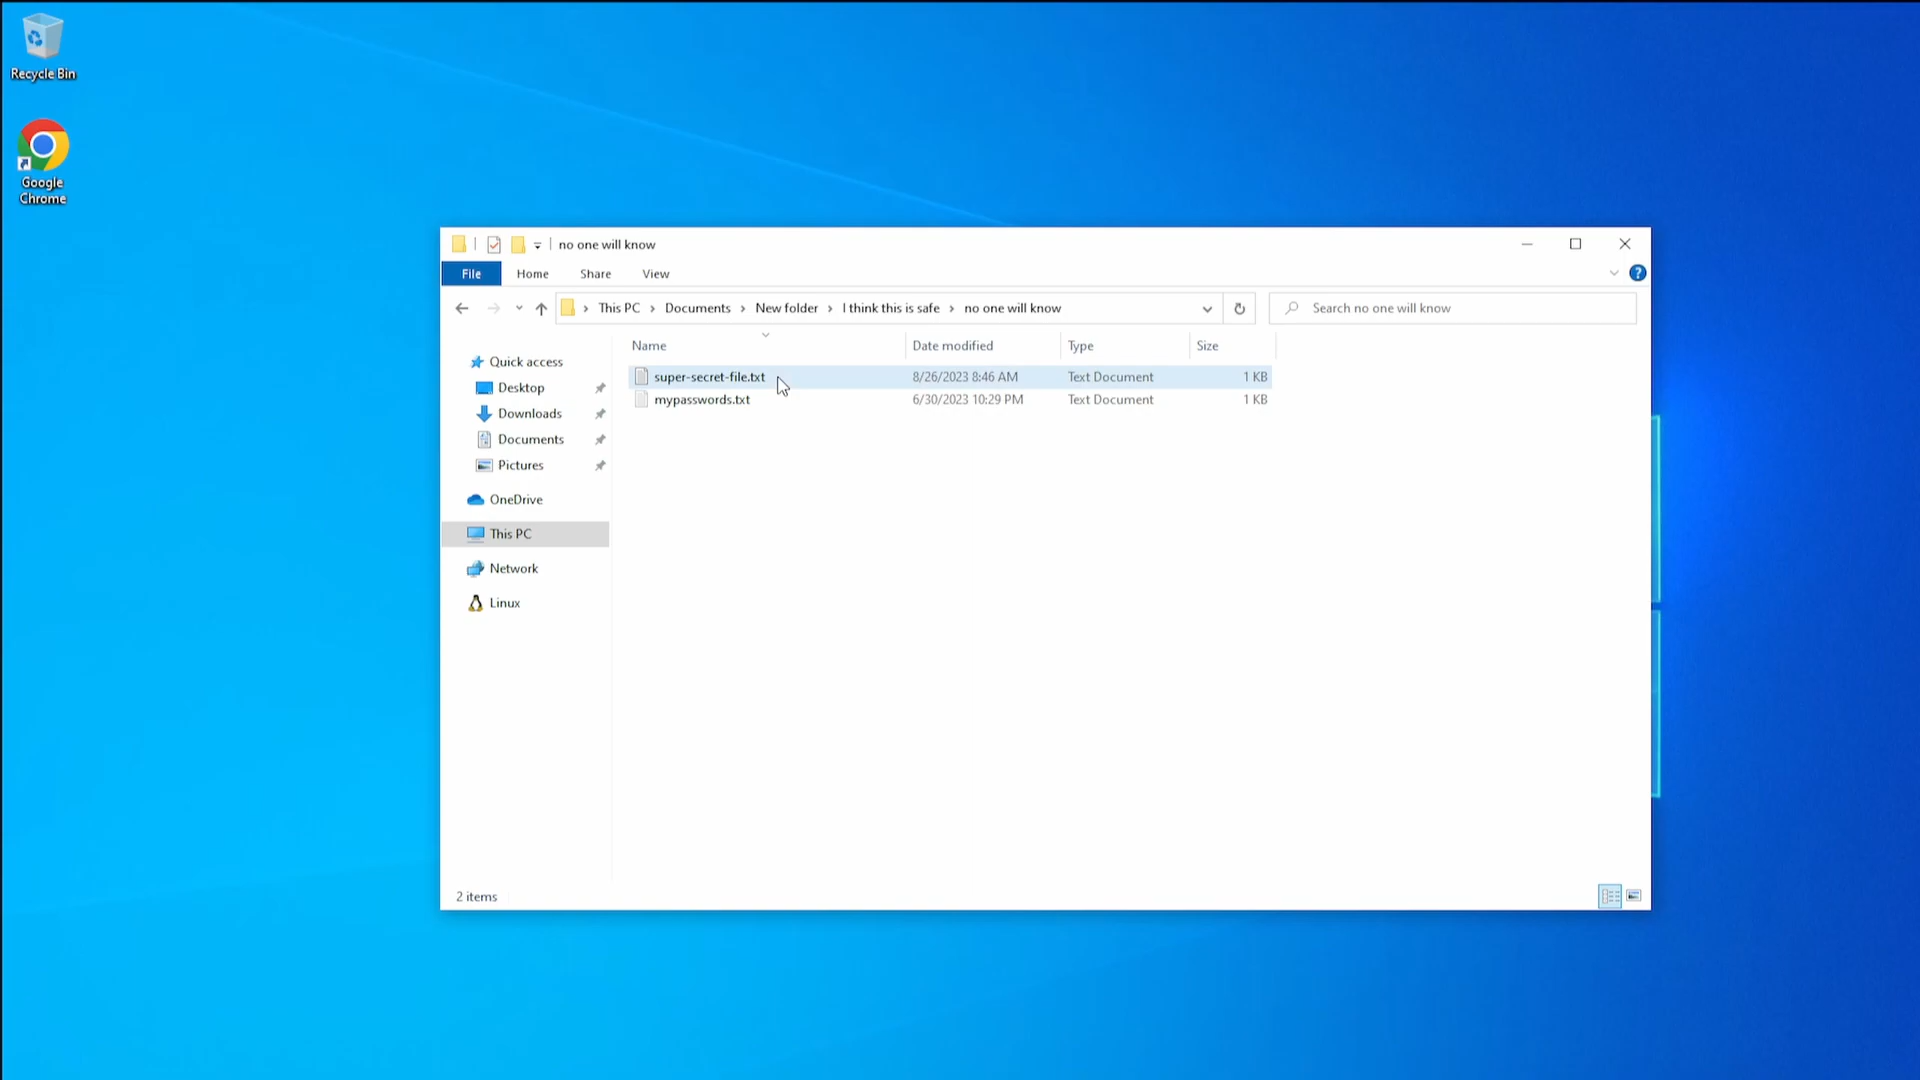 Recycle Bin
Google
Chrome
no one will know
File Home Share View
This PC Documents New folder I think this is safe no one will know
Search no one will know
Name Date modified Type Size
super-secret-file.txt 8/26/2023 8:46 AM Text Document 1 KB
mypasswords.txt 6/30/2023 10:29 PM Text Document 1 KB
Quick access
Desktop
Downloads
Documents
Pictures
OneDrive
This PC
Network
Linux
2 items